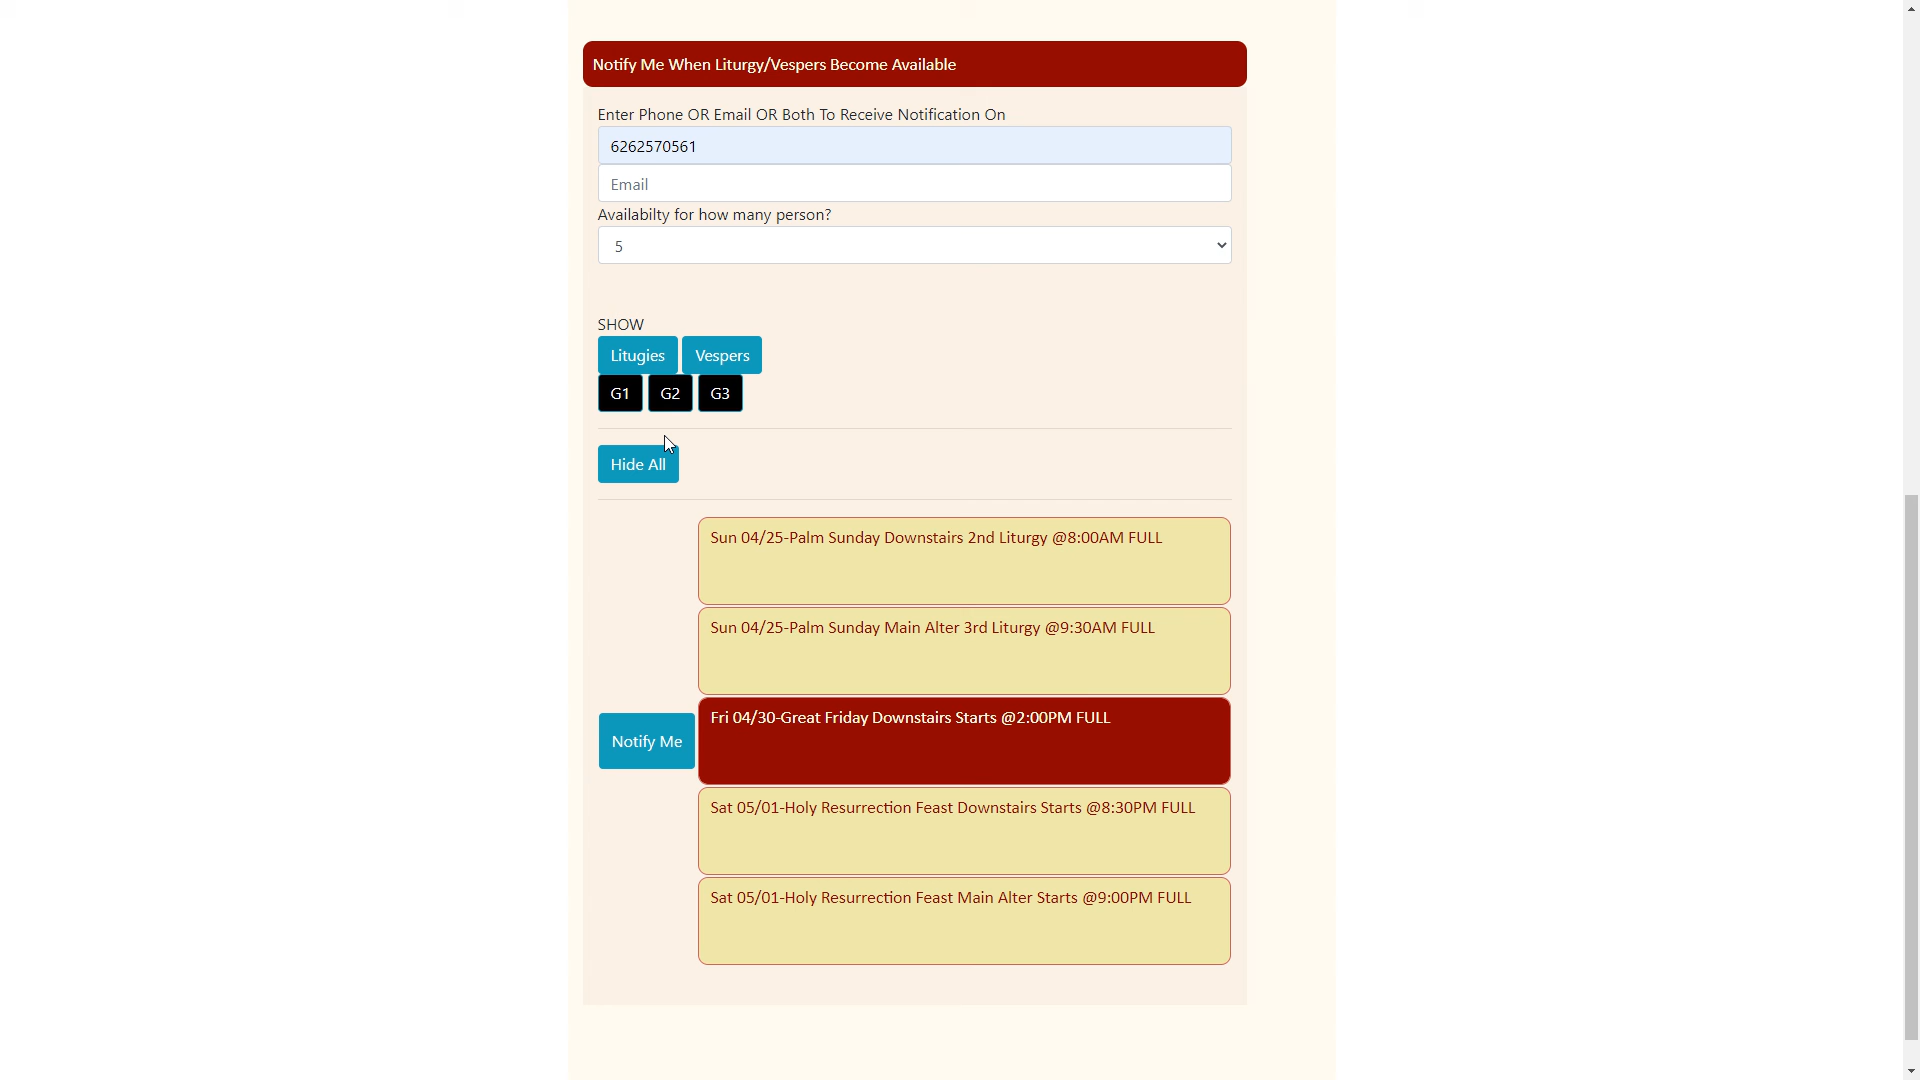 Notify Me When Liturgy/Vespers Become Available
Enter Phone OR Email OR Both To Receive Notification On
6262570561
Email
Availabilty for how many person?
5
SHOW
Litugies Vespers
G1 G2 G3
Hide All
Sun 04/25-Palm Sunday Downstairs 2nd Liturgy @8:00AM FULL
Sun 04/25-Palm Sunday Main Alter 3rd Liturgy @9:30AM FULL
Fri 04/30-Great Friday Downstairs Starts @2:00PM FULL
Notify Me
Sat 05/01-Holy Resurrection Feast Downstairs Starts @8:30PM FULL
Sat 05/01-Holy Resurrection Feast Main Alter Starts @9:00PM FULL